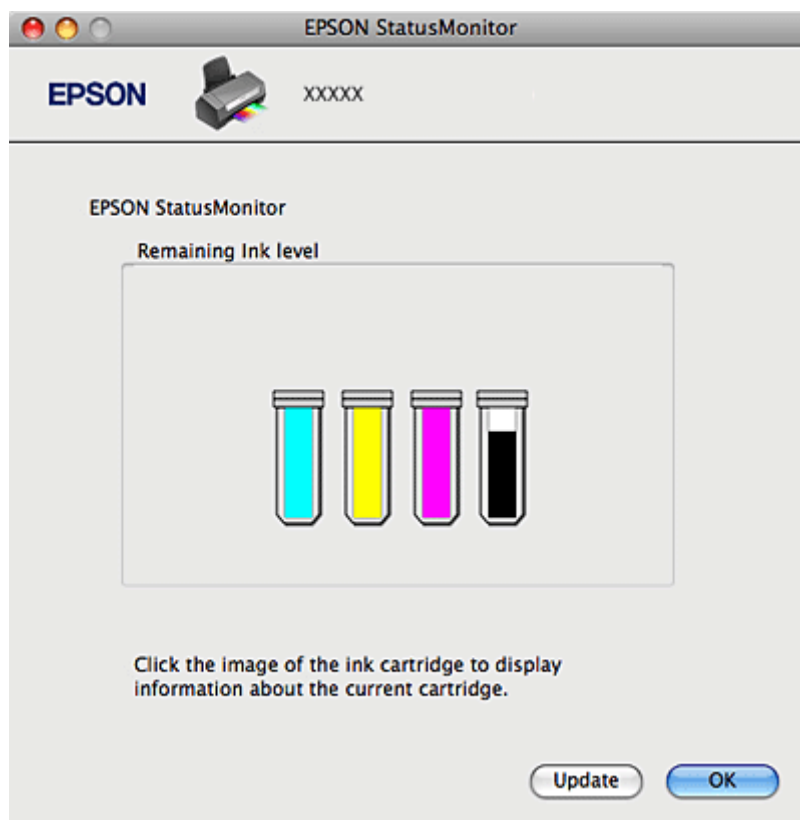 EPSON StatusMonitor
EPSON
XXXXX
EPSON StatusMonitor
Remaining Ink level
Click the image of the ink cartridge to display
information about the current cartridge.
Update
OK